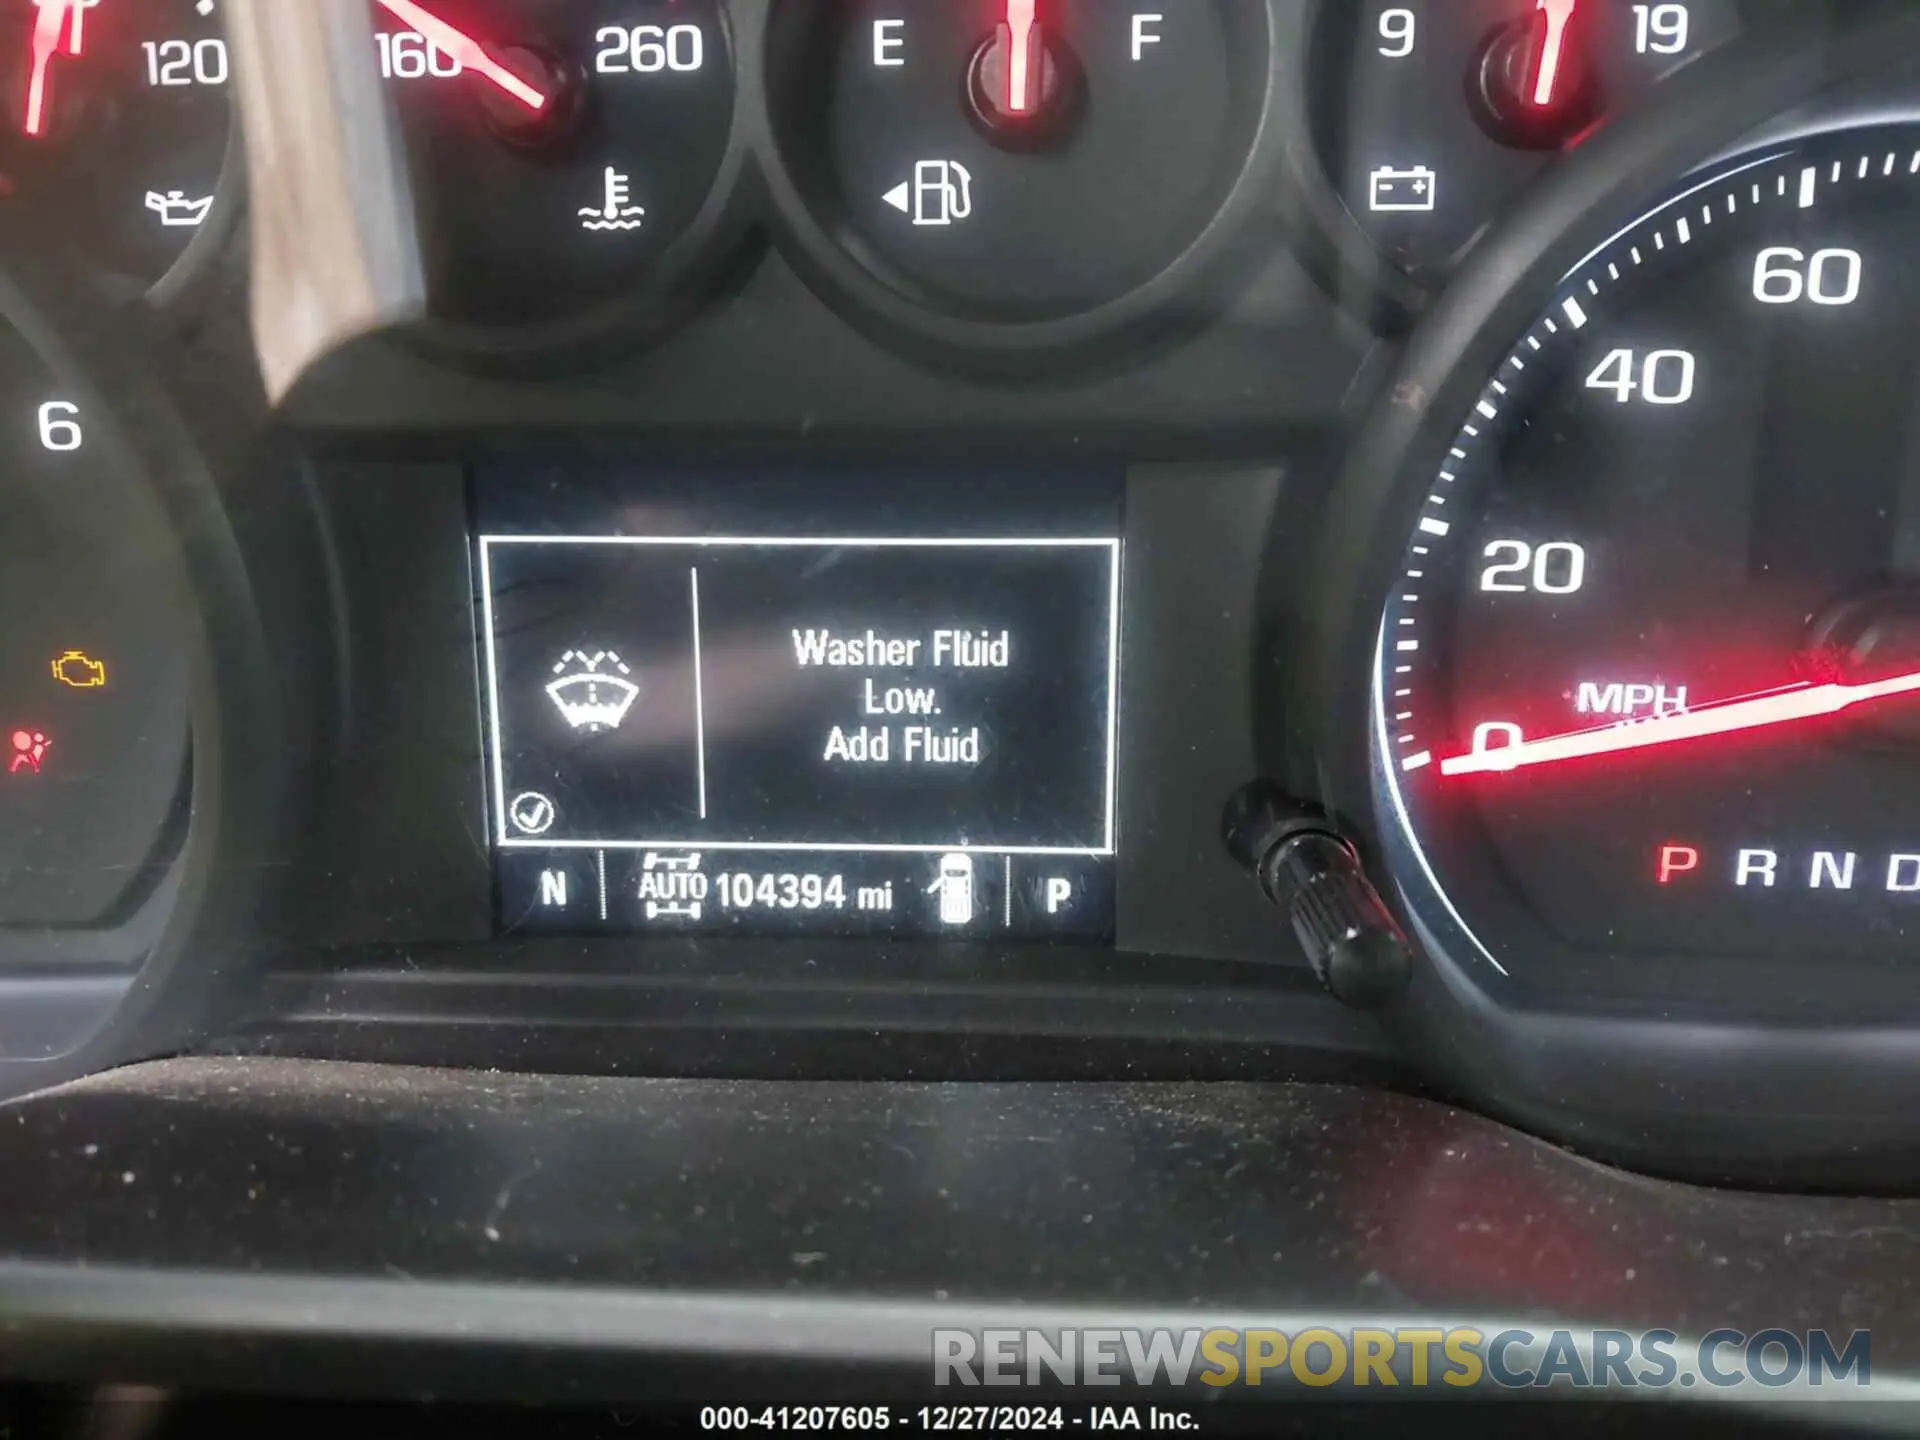 120
160
260
E
F
9
19
6
60
40
20
MPH
0
Washer Fluid
Low.
Add Fluid
N
AUTO 104394 mi
P
P R N D
RENEWSPORTSCARS.COM
000-41207605 - 12/27/2024 - IAA Inc.